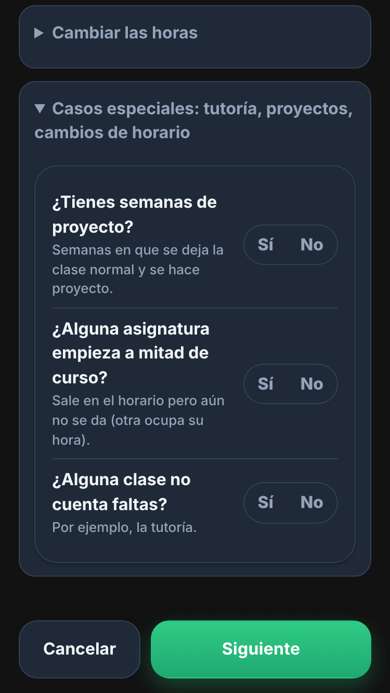 ▶ Cambiar las horas
▼ Casos especiales: tutoría, proyectos,
cambios de horario
¿Tienes semanas de
proyecto?
Semanas en que se deja la
clase normal y se hace
proyecto.
Sí No
¿Alguna asignatura
empieza a mitad de
curso?
Sale en el horario pero aún
no se da (otra ocupa su
hora).
Sí No
¿Alguna clase no
cuenta faltas?
Por ejemplo, la tutoría.
Sí No
Cancelar Siguiente